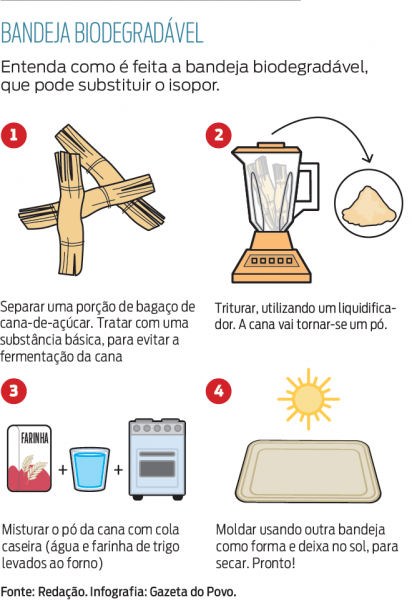 BANDEJA BIODEGRADÁVEL
Entenda como é feita a bandeja biodegradável,
que pode substituir o isopor.
1
Separar uma porção de bagaço de
cana-de-açúcar. Tratar com uma
substância básica, para evitar a
fermentação da cana
2
Triturar, utilizando um liquidifica-
dor. A cana vai tornar-se um pó.
3
FARINHA
+
+
Misturar o pó da cana com cola
caseira (água e farinha de trigo
levados ao forno)
4
Moldar usando outra bandeja
como forma e deixa no sol, para
secar. Pronto!
Fonte: Redação. Infografia: Gazeta do Povo.